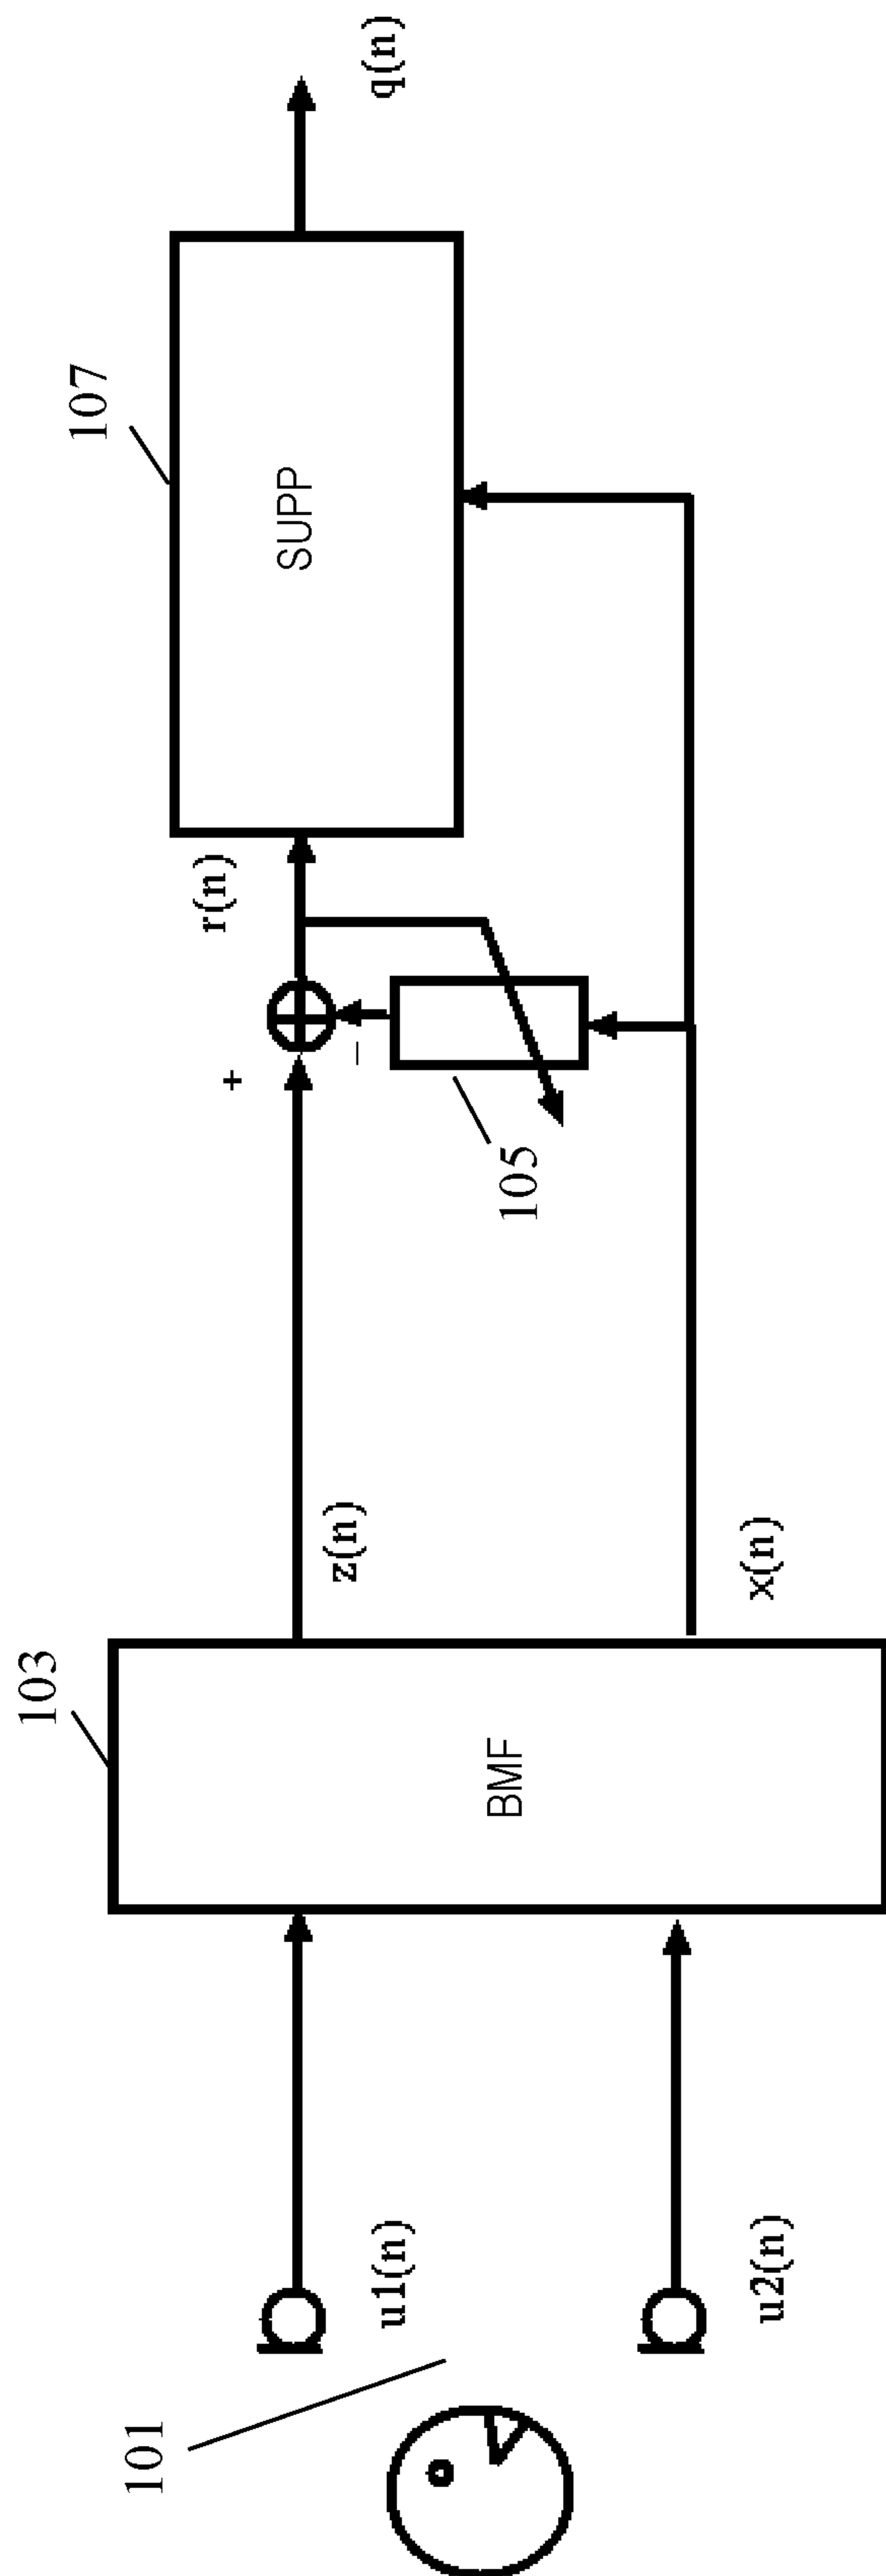 101
u1(n)
u2(n)
103
BMF
z(n)
x(n)
+
−
105
r(n)
107
SUPP
q(n)